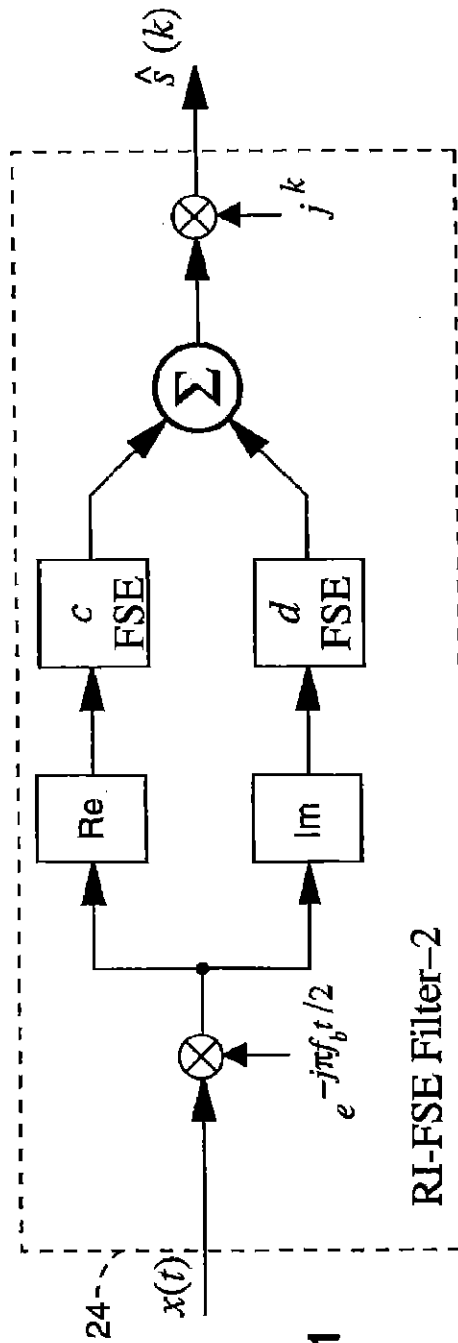 24
x(t)
e^{-jπf_b t/2}
Re
Im
c
FSE
d
FSE
Σ
j^k
ŝ (k)
RI-FSE Filter–2
1